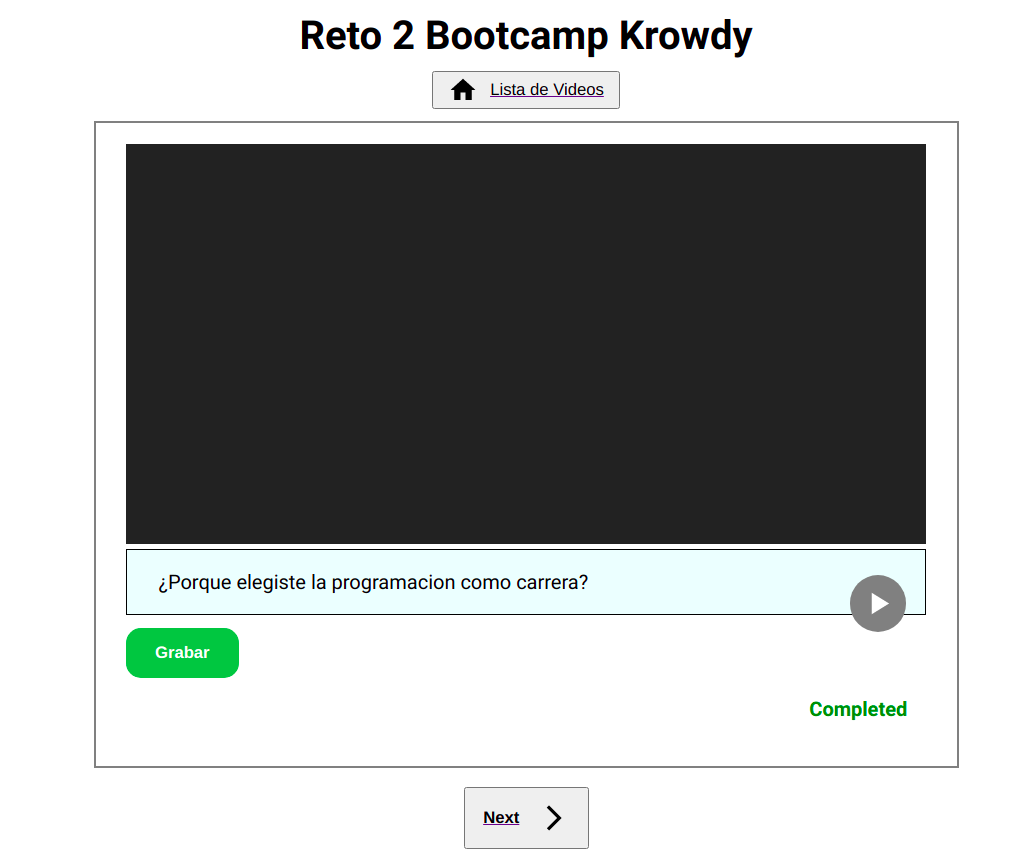 Reto 2 Bootcamp Krowdy
Lista de Videos
¿Porque elegiste la programacion como carrera?
Grabar
Completed
Next